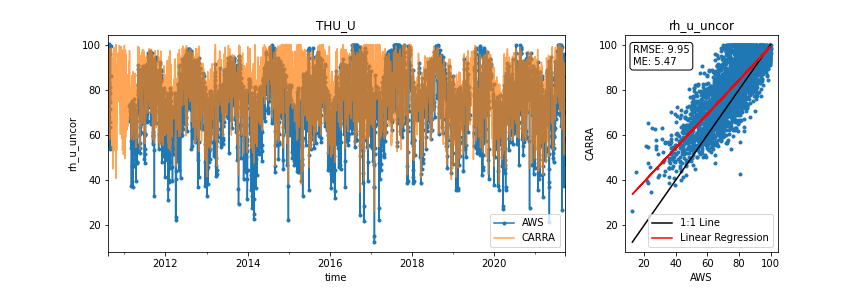 THU_U
rh_u_uncor
100
80
60
40
20
rh_u_uncor
2012
2014
2016
2018
2020
time
AWS
CARRA
RMSE: 9.95
ME: 5.47
100
80
60
40
20
CARRA
20
40
60
80
100
AWS
1:1 Line
Linear Regression